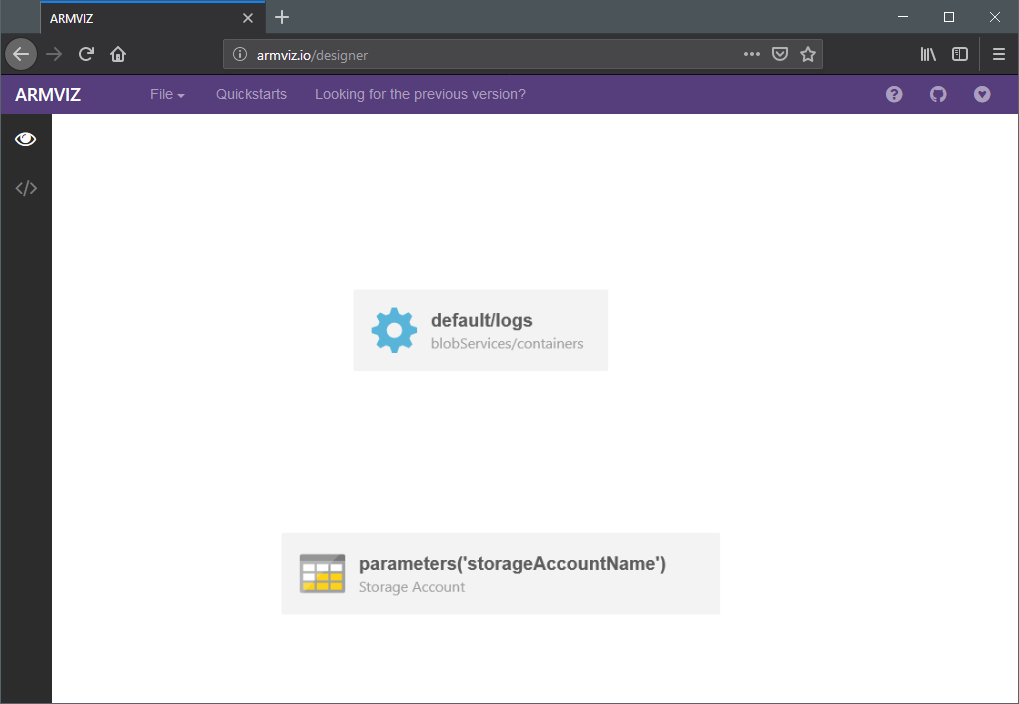 ARMVIZ
armviz.io/designer
ARMVIZ File Quickstarts Looking for the previous version?
default/logs
blobServices/containers
parameters('storageAccountName')
Storage Account